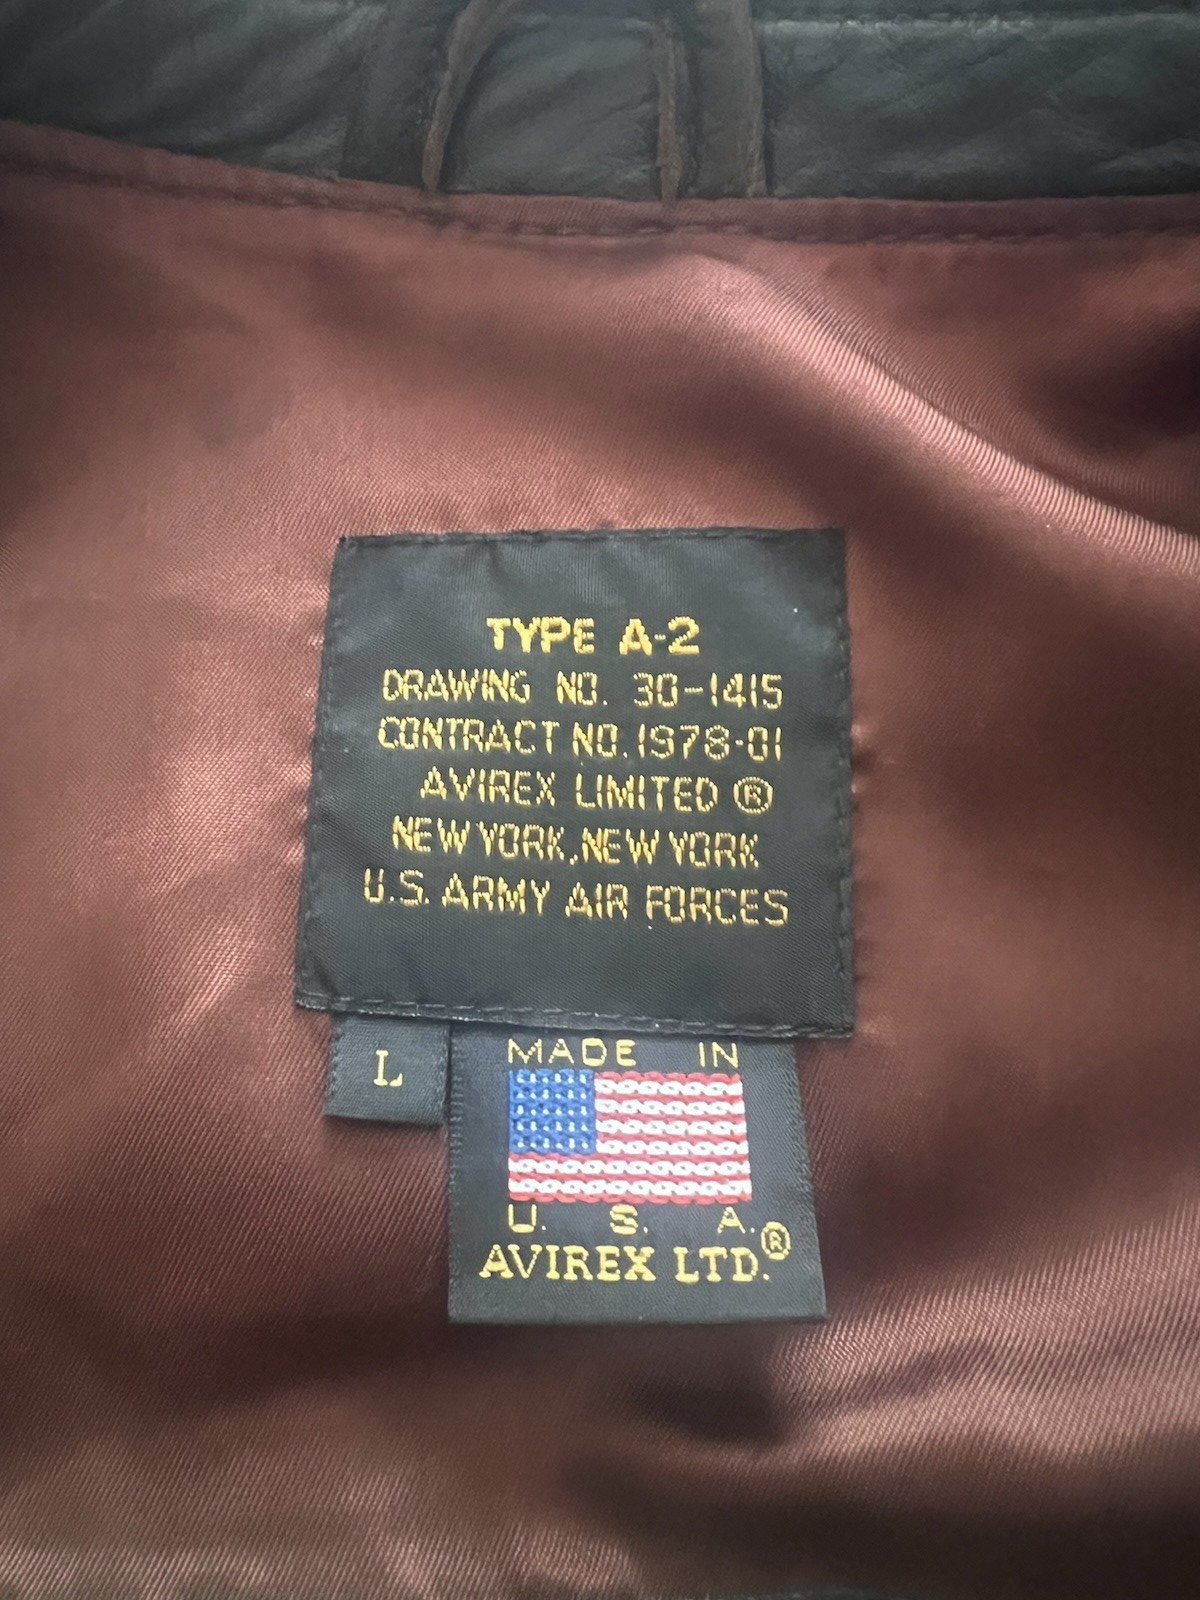 TYPE A-2
DRAWING NO. 30-1415
CONTRACT NO. 1978-01
AVIREX LIMITED ®
NEW YORK, NEW YORK
U.S. ARMY AIR FORCES
L
MADE IN
U. S. A.
AVIREX LTD.®